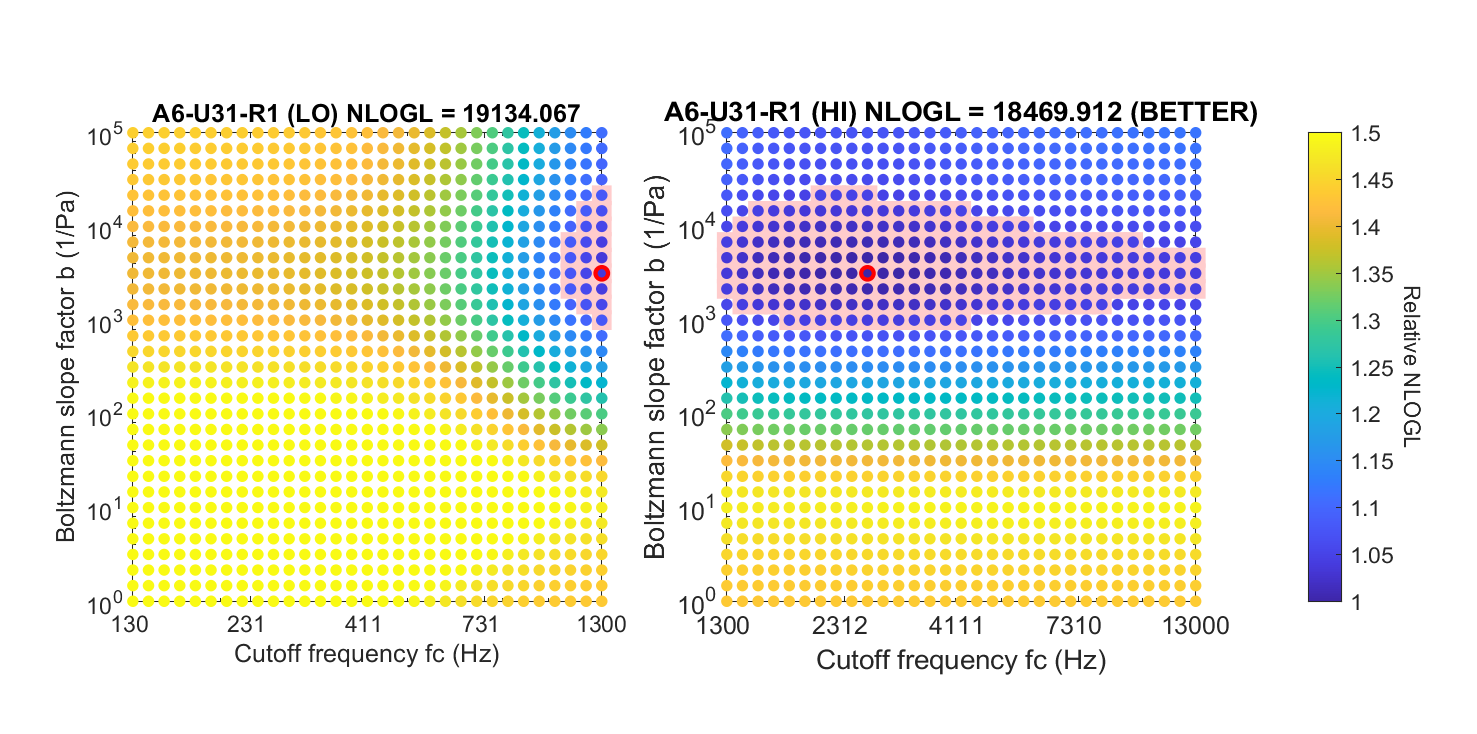 A6-U31-R1 (LO) NLOGL = 19134.067
A6-U31-R1 (HI) NLOGL = 18469.912 (BETTER)
Boltzmann slope factor b (1/Pa)
10^5
10^4
10^3
10^2
10^1
10^0
130 231 411 731 1300
Cutoff frequency fc (Hz)
Boltzmann slope factor b (1/Pa)
10^5
10^4
10^3
10^2
10^1
10^0
1300 2312 4111 7310 13000
Cutoff frequency fc (Hz)
1.5
1.45
1.4
1.35
1.3
1.25
1.2
1.15
1.1
1.05
1
Relative NLOGL